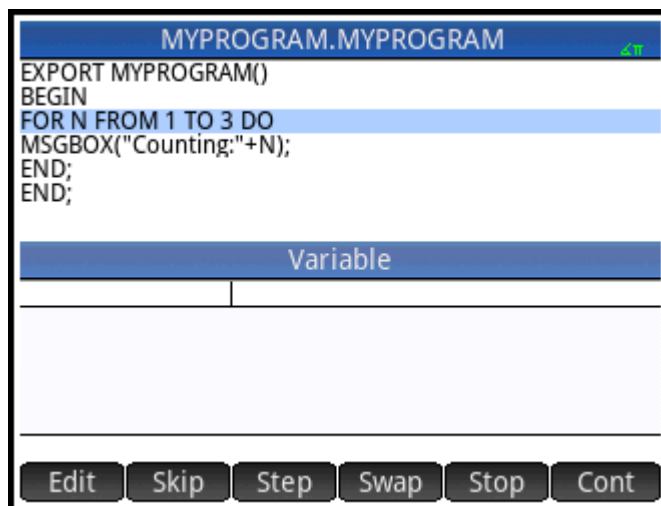 MYPROGRAM.MYPROGRAM
∡π
EXPORT MYPROGRAM()
BEGIN
FOR N FROM 1 TO 3 DO
MSGBOX("Counting:"+N);
END;
END;
Variable
Edit Skip Step Swap Stop Cont